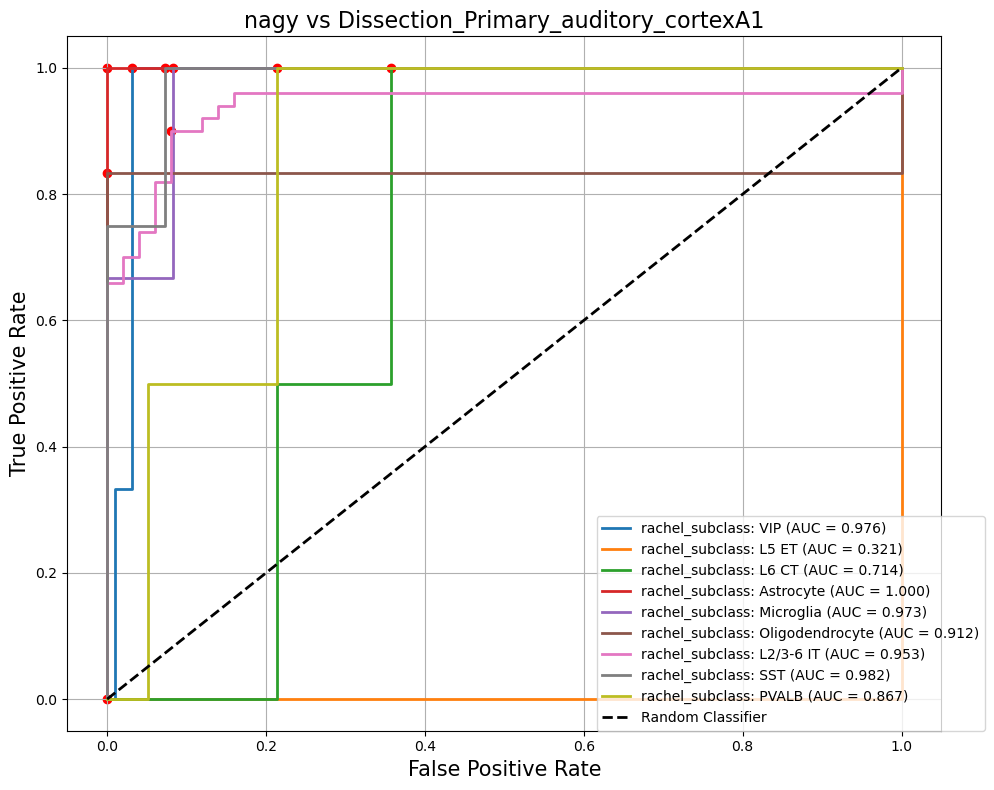 nagy vs Dissection_Primary_auditory_cortexA1
True Positive Rate
1.0
0.8
0.6
0.4
0.2
0.0
rachel_subclass: VIP (AUC = 0.976)
rachel_subclass: L5 ET (AUC = 0.321)
rachel_subclass: L6 CT (AUC = 0.714)
rachel_subclass: Astrocyte (AUC = 1.000)
rachel_subclass: Microglia (AUC = 0.973)
rachel_subclass: Oligodendrocyte (AUC = 0.912)
rachel_subclass: L2/3-6 IT (AUC = 0.953)
rachel_subclass: SST (AUC = 0.982)
rachel_subclass: PVALB (AUC = 0.867)
Random Classifier
0.0 0.2 0.4 0.6 0.8 1.0
False Positive Rate